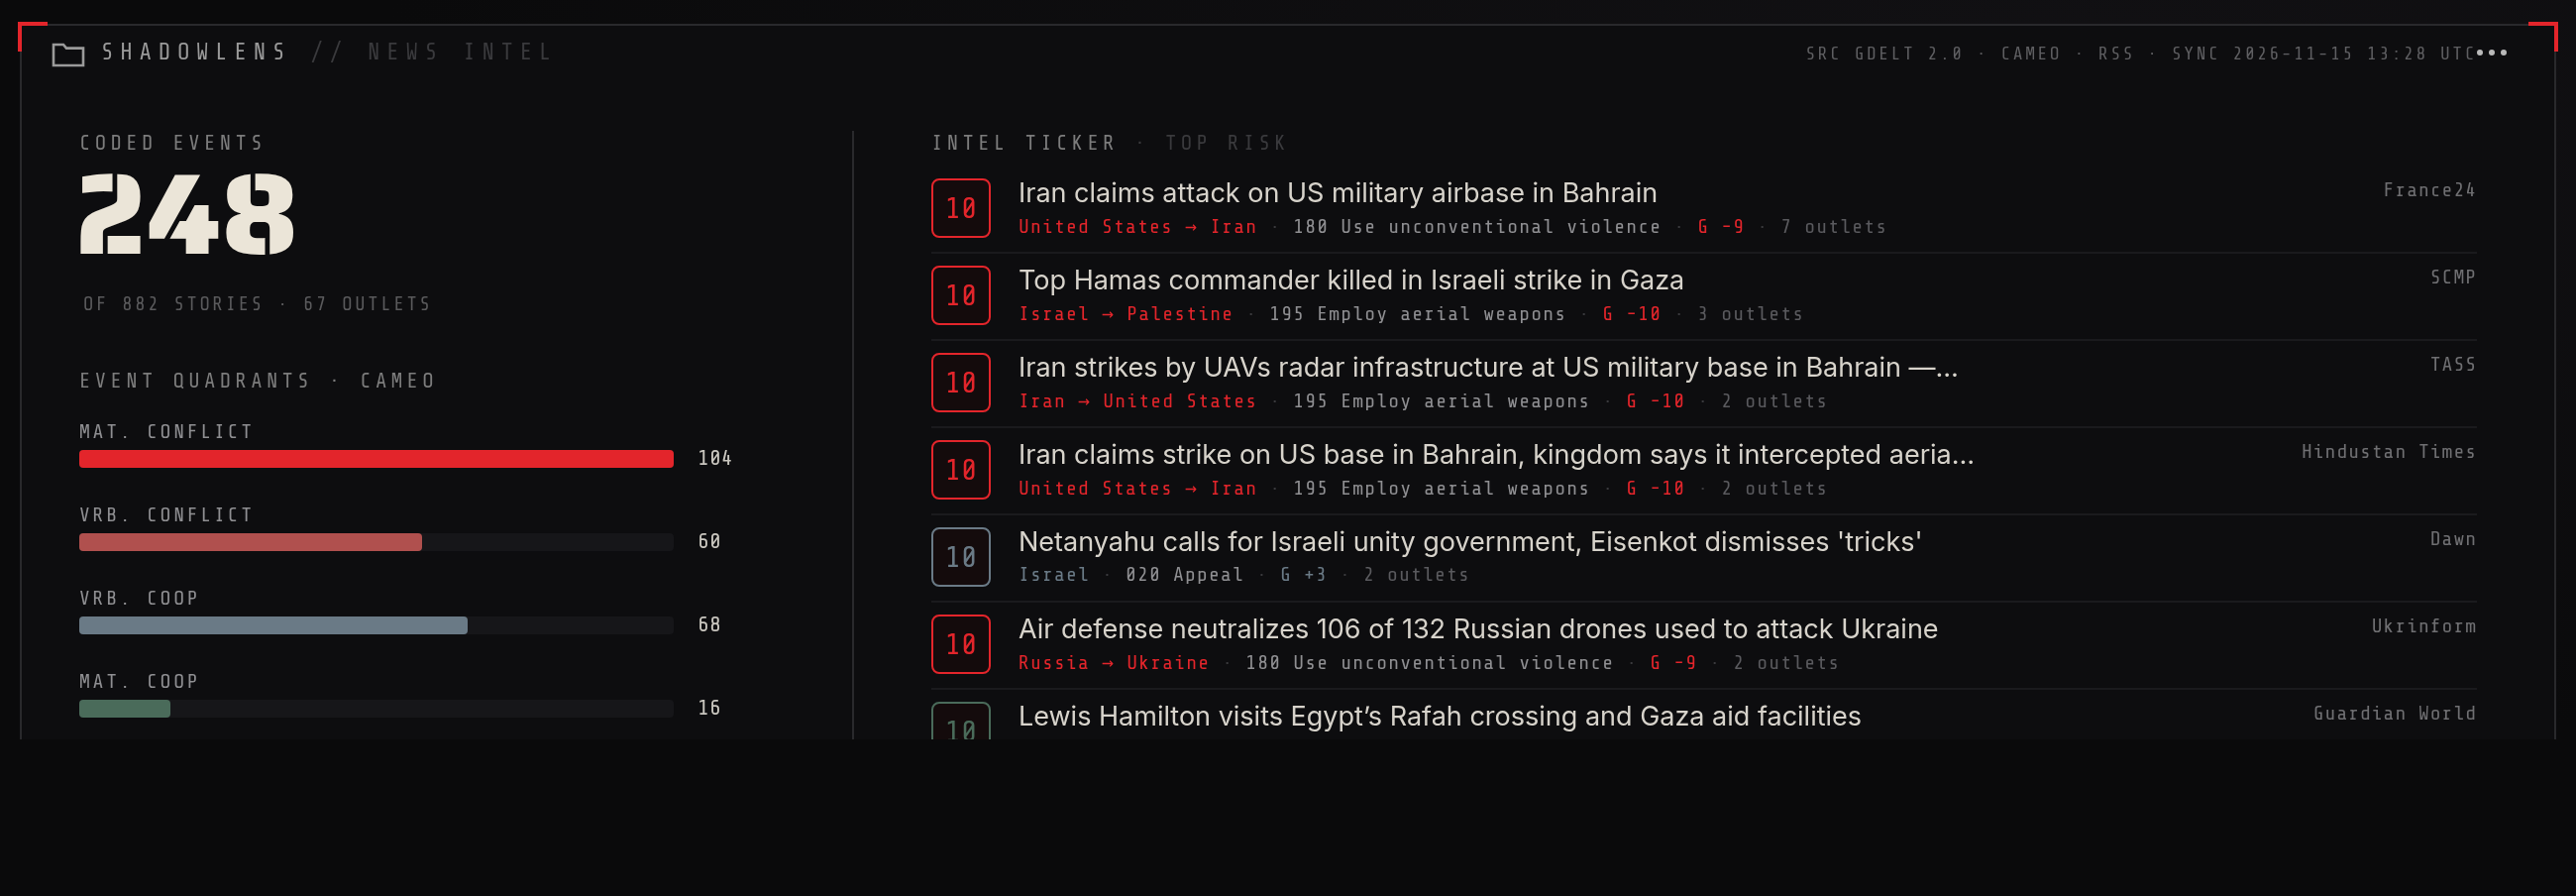 SHADOWLENS // NEWS INTEL
SRC GDELT 2.0 · CAMEO · RSS · SYNC 2026-11-15 13:28 UTC
CODED EVENTS
248
OF 882 STORIES · 67 OUTLETS
EVENT QUADRANTS · CAMEO
MAT. CONFLICT
104
VRB. CONFLICT
60
VRB. COOP
68
MAT. COOP
16
INTEL TICKER · TOP RISK
10 Iran claims attack on US military airbase in Bahrain France24
United States → Iran · 180 Use unconventional violence · G -9 · 7 outlets
10 Top Hamas commander killed in Israeli strike in Gaza SCMP
Israel → Palestine · 195 Employ aerial weapons · G -10 · 3 outlets
10 Iran strikes by UAVs radar infrastructure at US military base in Bahrain —... TASS
Iran → United States · 195 Employ aerial weapons · G -10 · 2 outlets
10 Iran claims strike on US base in Bahrain, kingdom says it intercepted aeria... Hindustan Times
United States → Iran · 195 Employ aerial weapons · G -10 · 2 outlets
10 Netanyahu calls for Israeli unity government, Eisenkot dismisses 'tricks' Dawn
Israel · 020 Appeal · G +3 · 2 outlets
10 Air defense neutralizes 106 of 132 Russian drones used to attack Ukraine Ukrinform
Russia → Ukraine · 180 Use unconventional violence · G -9 · 2 outlets
10 Lewis Hamilton visits Egypt’s Rafah crossing and Gaza aid facilities Guardian World